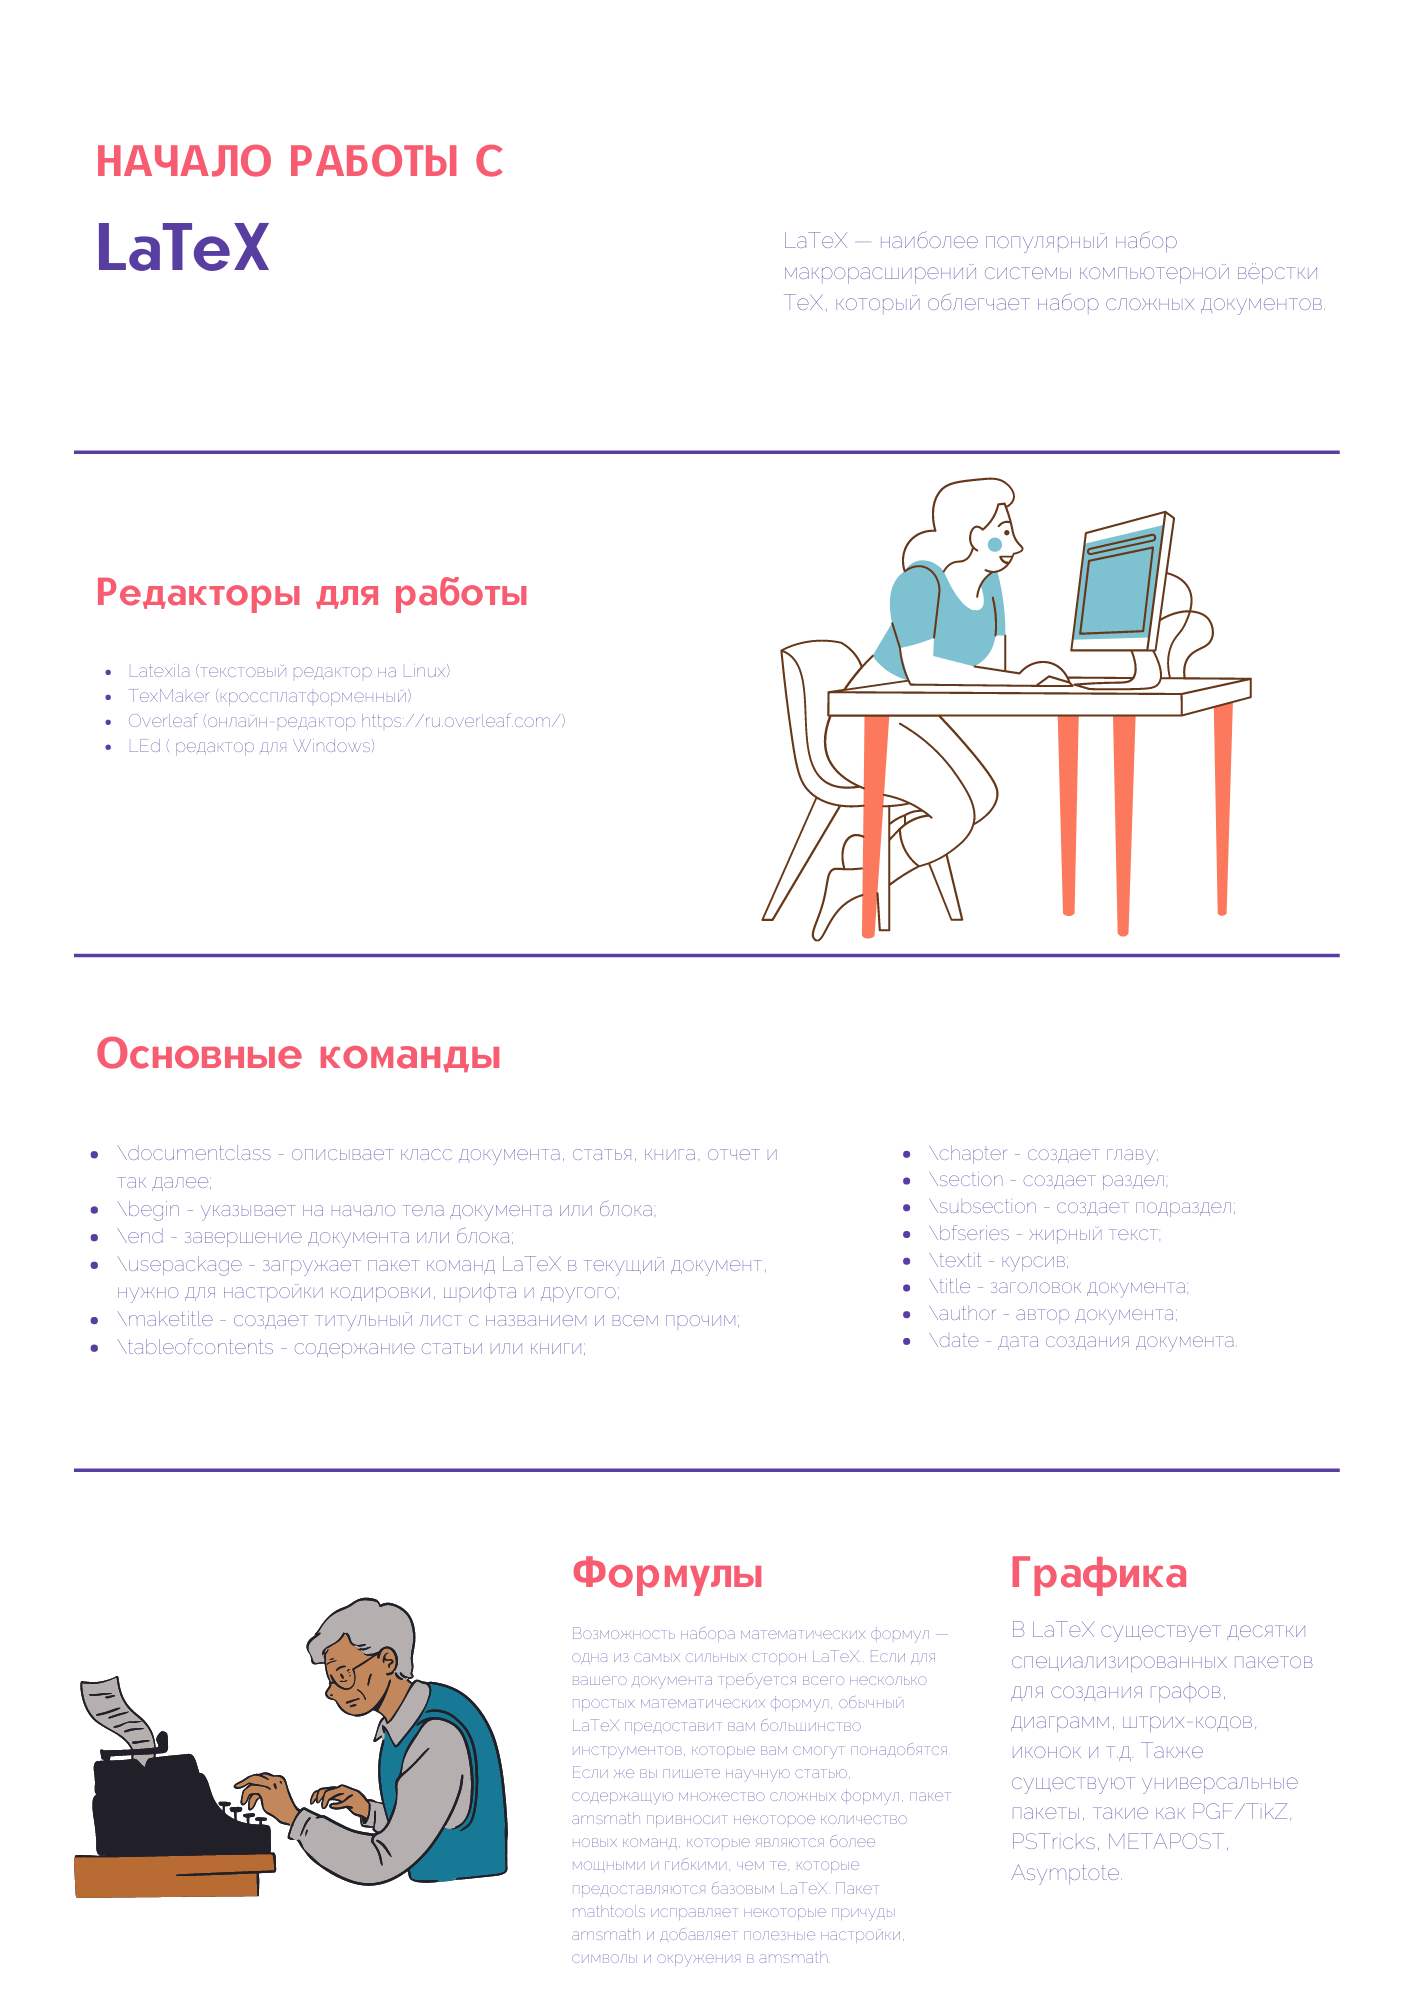 НАЧАЛО РАБОТЫ С
LaTeX
LaTeX — наиболее популярный набор
макрорасширений системы компьютерной вёрстки
TeX, который облегчает набор сложных документов.
Редакторы для работы
• Latexila (текстовый редактор на Linux)
• TexMaker (кроссплатформенный)
• Overleaf (онлайн-редактор https://ru.overleaf.com/)
• LEd ( редактор для Windows)
Основные команды
• \documentclass - описывает класс документа, статья, книга, отчет и
так далее;
• \begin - указывает на начало тела документа или блока;
• \end - завершение документа или блока;
• \usepackage - загружает пакет команд LaTeX в текущий документ,
нужно для настройки кодировки, шрифта и другого;
• \maketitle - создает титульный лист с названием и всем прочим;
• \tableofcontents - содержание статьи или книги;
• \chapter - создает главу;
• \section - создает раздел;
• \subsection - создает подраздел;
• \bfseries - жирный текст;
• \textit - курсив;
• \title - заголовок документа;
• \author - автор документа;
• \date - дата создания документа.
Формулы
Возможность набора математических формул —
одна из самых сильных сторон LaTeX.. Если для
вашего документа требуется всего несколько
простых математических формул, обычный
LaTeX предоставит вам большинство
инструментов, которые вам смогут понадобятся.
Если же вы пишете научную статью,
содержащую множество сложных формул, пакет
amsmath привносит некоторое количество
новых команд, которые являются более
мощными и гибкими, чем те, которые
предоставляются базовым LaTeX. Пакет
mathtools исправляет некоторые причуды
amsmath и добавляет полезные настройки,
символы и окружения в amsmath.
Графика
В LaTeX существует десятки
специализированных пакетов
для создания графов,
диаграмм, штрих-кодов,
иконок и т.д. Также
существуют универсальные
пакеты, такие как PGF/TikZ,
PSTricks, METAPOST,
Asymptote.